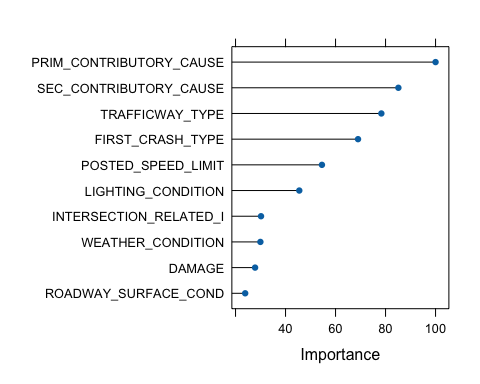 PRIM_CONTRIBUTORY_CAUSE
SEC_CONTRIBUTORY_CAUSE
TRAFFICWAY_TYPE
FIRST_CRASH_TYPE
POSTED_SPEED_LIMIT
LIGHTING_CONDITION
INTERSECTION_RELATED_I
WEATHER_CONDITION
DAMAGE
ROADWAY_SURFACE_COND
40 60 80 100
Importance